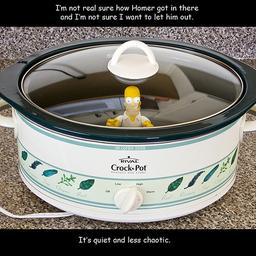 I'm not real sure how Homer got in there
and I'm not sure I want to let him out.
RIVAL
Crock-Pot
Low High
Off Warm
It's quiet and less chaotic.